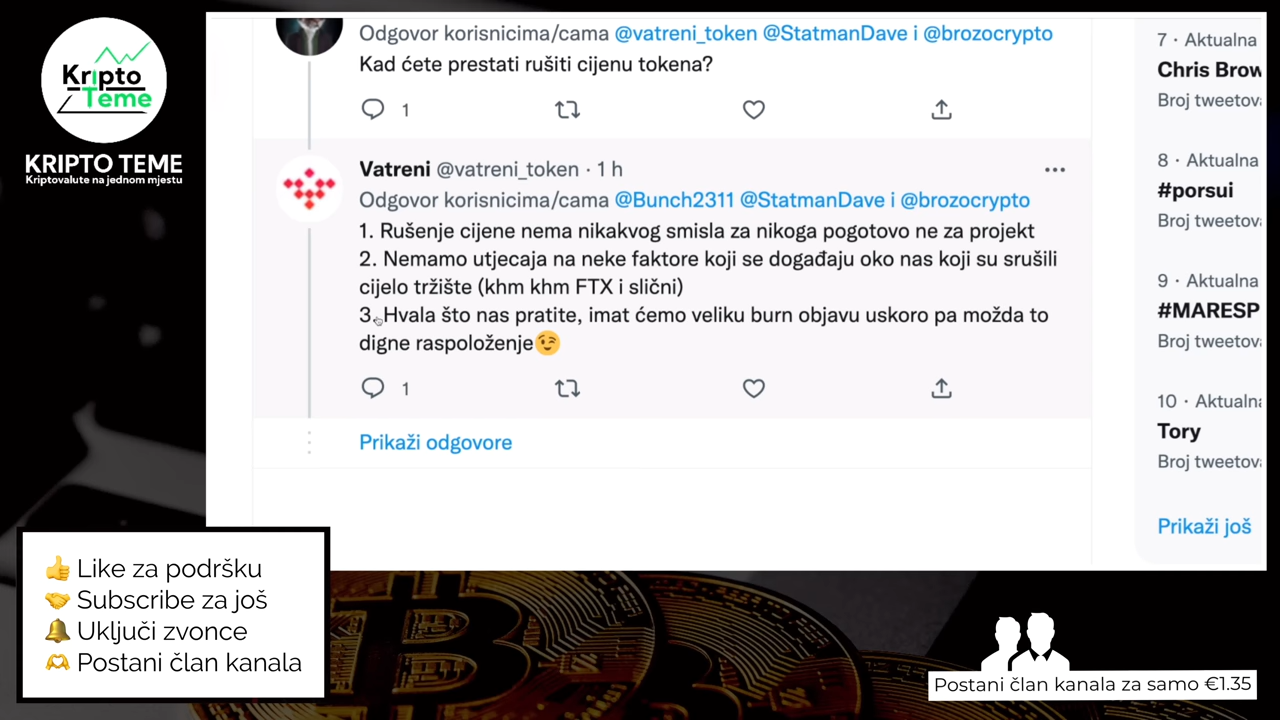 Kripto
Teme
KRIPTO TEME
Kriptovalute na jednom mjestu
Odgovor korisnicima/cama @vatreni_token @StatmanDave i @brozocrypto
Kad ćete prestati rušiti cijenu tokena?
1
Vatreni @vatreni_token · 1 h
Odgovor korisnicima/cama @Bunch2311 @StatmanDave i @brozocrypto
1. Rušenje cijene nema nikakvog smisla za nikoga pogotovo ne za projekt
2. Nemamo utjecaja na neke faktore koji se događaju oko nas koji su srušili
cijelo tržište (khm khm FTX i slični)
3. Hvala što nas pratite, imat ćemo veliku burn objavu uskoro pa možda to
digne raspoloženje😉
1
Prikaži odgovore
7 · Aktualna
Chris Brow
Broj tweetova
8 · Aktualna
#porsui
Broj tweetova
9 · Aktualna
#MARESP
Broj tweetova
10 · Aktualna
Tory
Broj tweetova
Prikaži još
👍 Like za podršku
🤝 Subscribe za još
🔔 Uključi zvonce
🫶 Postani član kanala
Postani član kanala za samo €1.35